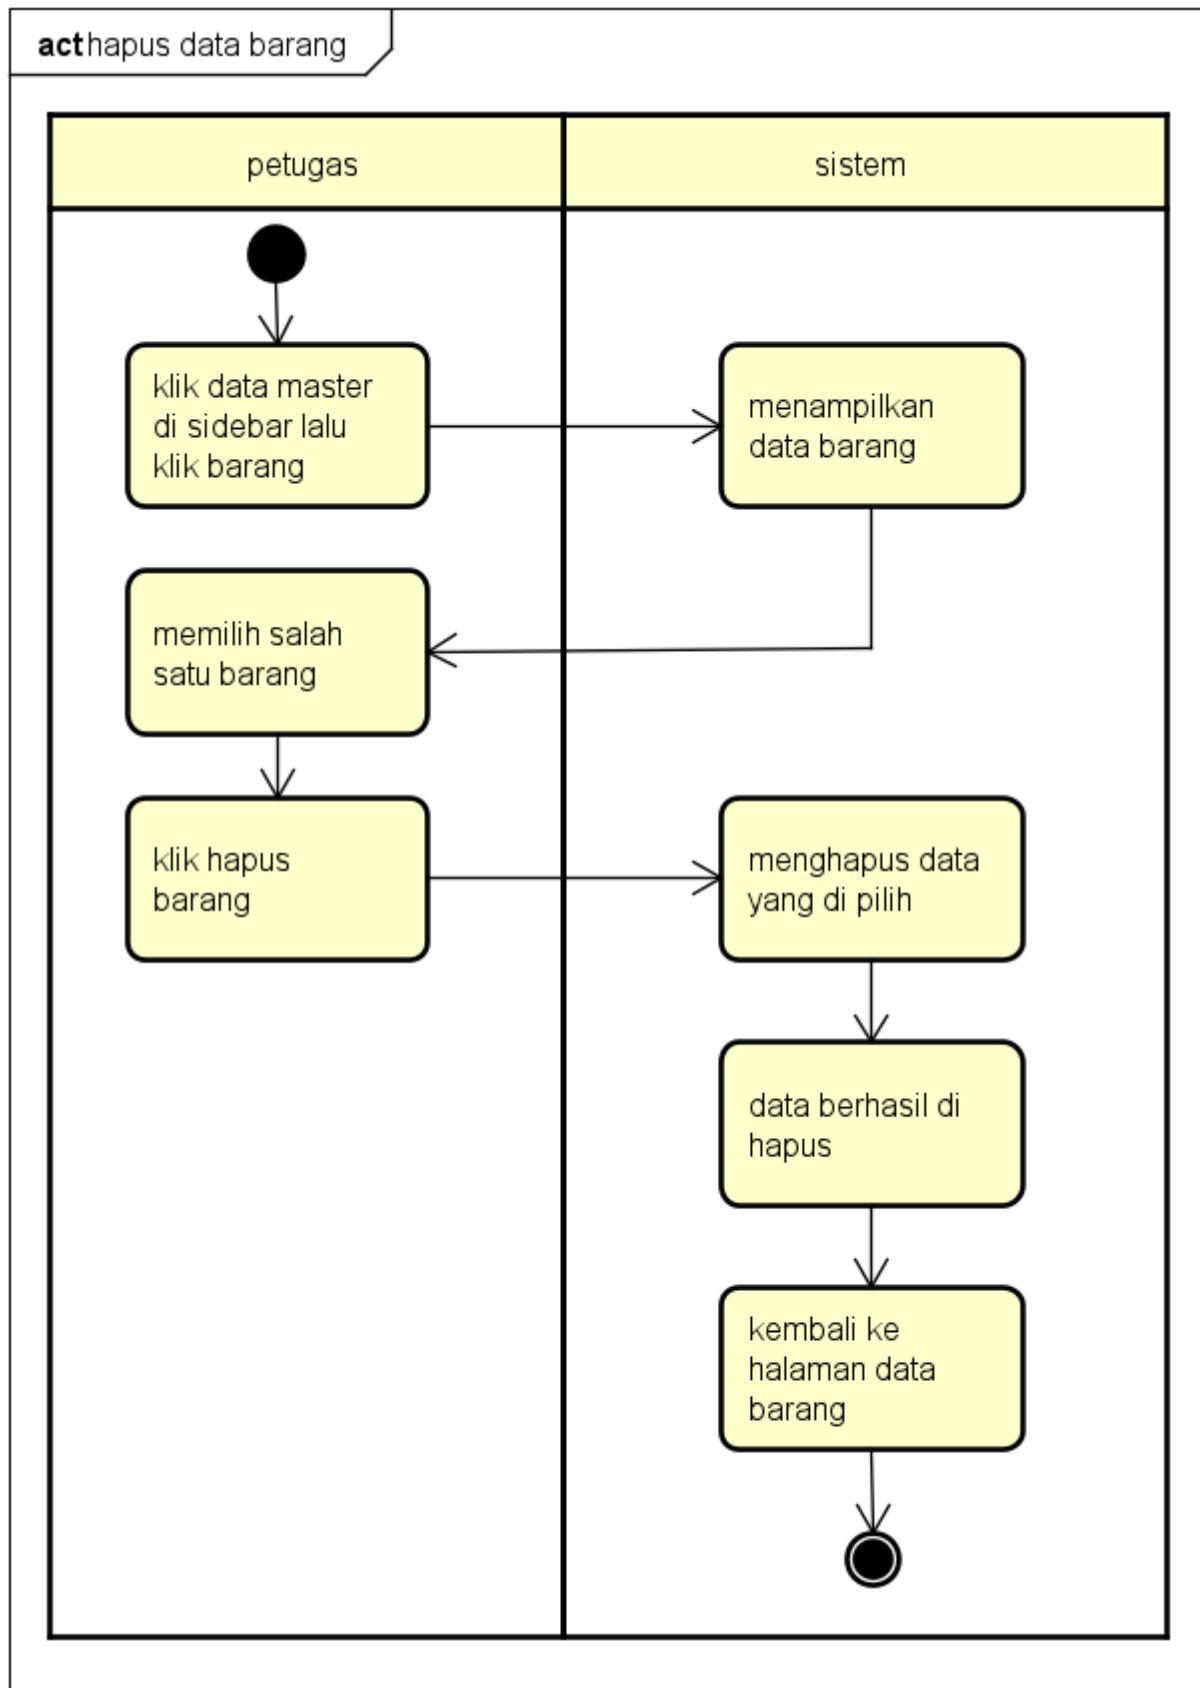 act hapus data barang
petugas
sistem
klik data master
di sidebar lalu
klik barang
menampilkan
data barang
memilih salah
satu barang
klik hapus
barang
menghapus data
yang di pilih
data berhasil di
hapus
kembali ke
halaman data
barang